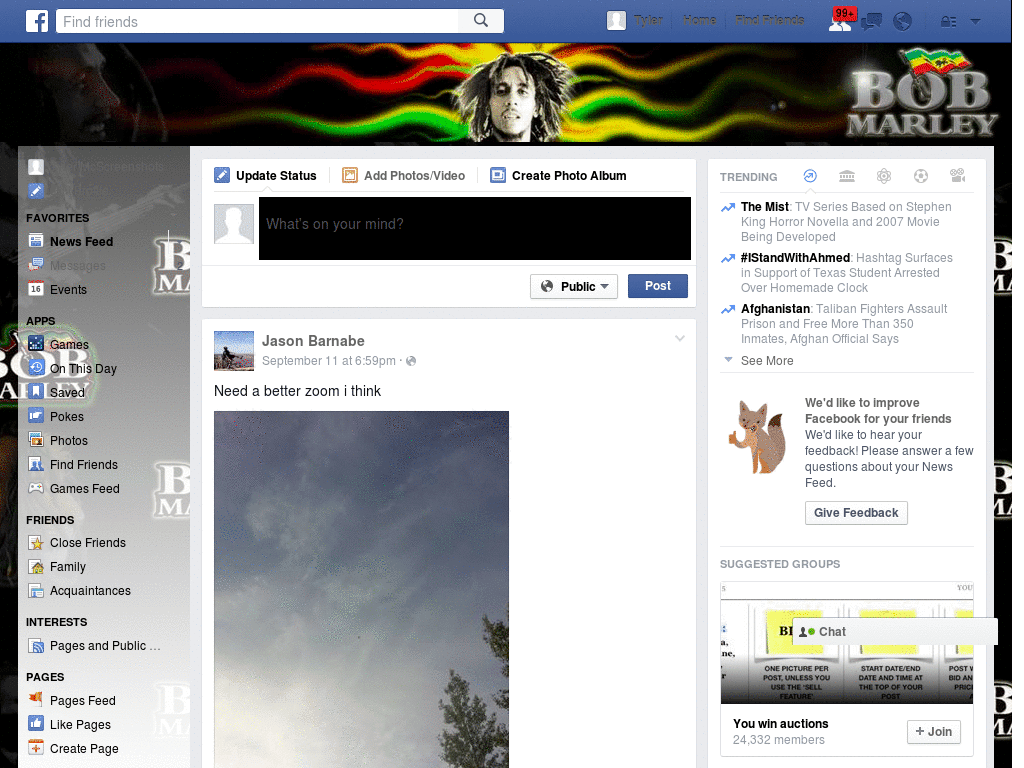 Find friends
Tyler
Home
Find Friends
99+
BOB
MARLEY
FAVORITES
News Feed
Messages
Events
16
APPS
Games
On This Day
Saved
Pokes
Photos
Find Friends
Games Feed
FRIENDS
Close Friends
Family
Acquaintances
INTERESTS
Pages and Public ...
PAGES
Pages Feed
Like Pages
Create Page
BOB
MARLEY
Update Status
Add Photos/Video
Create Photo Album
What's on your mind?
Public
Post
Jason Barnabe
September 11 at 6:59pm ·
Need a better zoom i think
TRENDING
The Mist: TV Series Based on Stephen
King Horror Novella and 2007 Movie
Being Developed
#IStandWithAhmed: Hashtag Surfaces
in Support of Texas Student Arrested
Over Homemade Clock
Afghanistan: Taliban Fighters Assault
Prison and Free More Than 350
Inmates, Afghan Official Says
See More
We'd like to improve
Facebook for your friends
We'd like to hear your
feedback! Please answer a few
questions about your News
Feed.
Give Feedback
SUGGESTED GROUPS
Chat
ONE PICTURE PER
POST, UNLESS YOU
USE THE 'SELL
FEATURE'
START DATE/END
DATE AND TIME AT
THE TOP OF YOUR
POST
You win auctions
24,332 members
+ Join